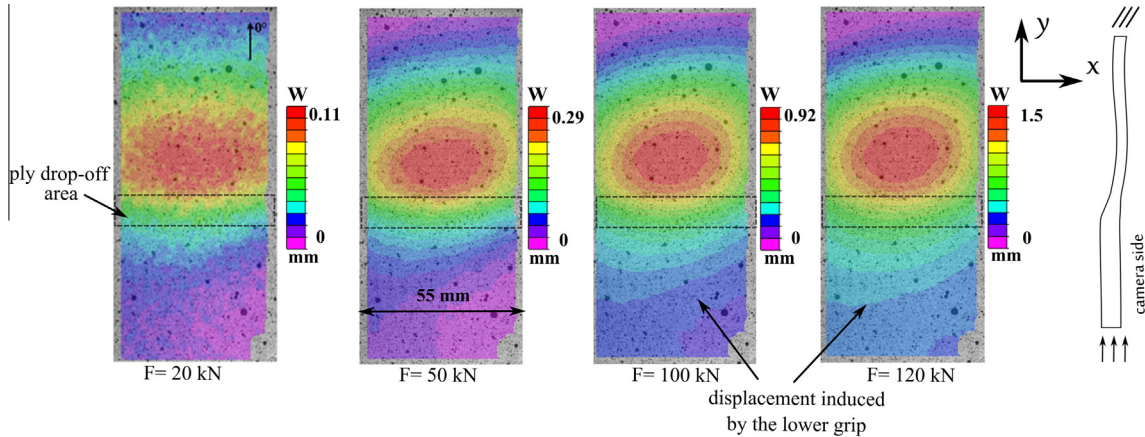 0°
ply drop-off
area
W
0.11
0
mm
F= 20 kN
W
0.29
0
mm
55 mm
F= 50 kN
W
0.92
0
mm
F= 100 kN
W
1.5
0
mm
F= 120 kN
displacement induced
by the lower grip
y
x
camera side